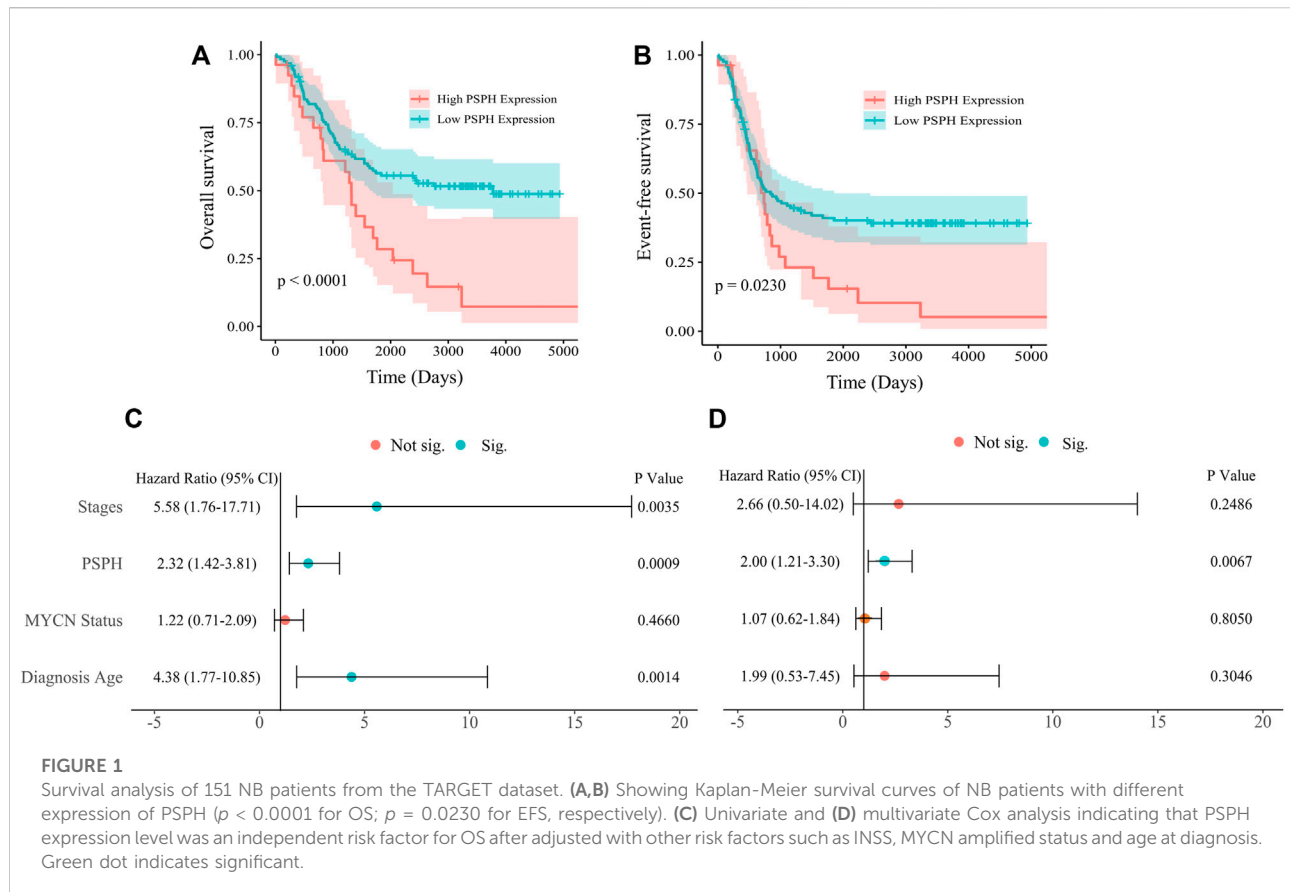 A
1.00
0.75
0.50
0.25
0.00
Overall survival
High PSPH Expression
Low PSPH Expression
p < 0.0001
0 1000 2000 3000 4000 5000
Time (Days)
B
1.00
0.75
0.50
0.25
0.00
Event-free survival
High PSPH Expression
Low PSPH Expression
p = 0.0230
0 1000 2000 3000 4000 5000
Time (Days)
C
Not sig. Sig.
Hazard Ratio (95% CI) P Value
Stages 5.58 (1.76-17.71) 0.0035
PSPH 2.32 (1.42-3.81) 0.0009
MYCN Status 1.22 (0.71-2.09) 0.4660
Diagnosis Age 4.38 (1.77-10.85) 0.0014
-5 0 5 10 15 20
D
Not sig. Sig.
Hazard Ratio (95% CI) P Value
2.66 (0.50-14.02) 0.2486
2.00 (1.21-3.30) 0.0067
1.07 (0.62-1.84) 0.8050
1.99 (0.53-7.45) 0.3046
-5 0 5 10 15 20
FIGURE 1
Survival analysis of 151 NB patients from the TARGET dataset. (A,B) Showing Kaplan-Meier survival curves of NB patients with different
expression of PSPH (p < 0.0001 for OS; p = 0.0230 for EFS, respectively). (C) Univariate and (D) multivariate Cox analysis indicating that PSPH
expression level was an independent risk factor for OS after adjusted with other risk factors such as INSS, MYCN amplified status and age at diagnosis.
Green dot indicates significant.